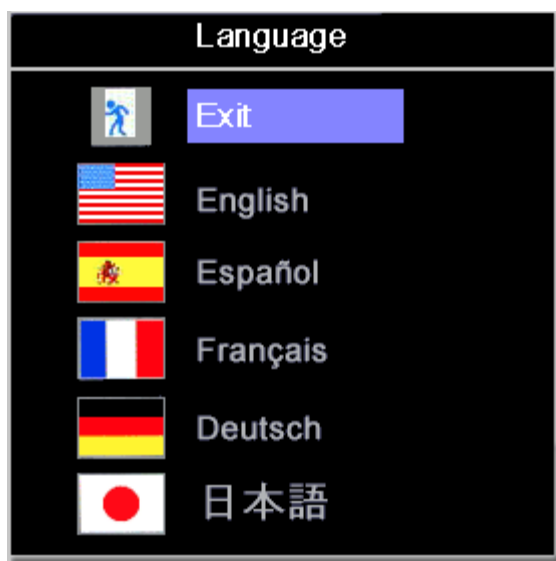 Language
Exit
English
Español
Français
Deutsch
日本語